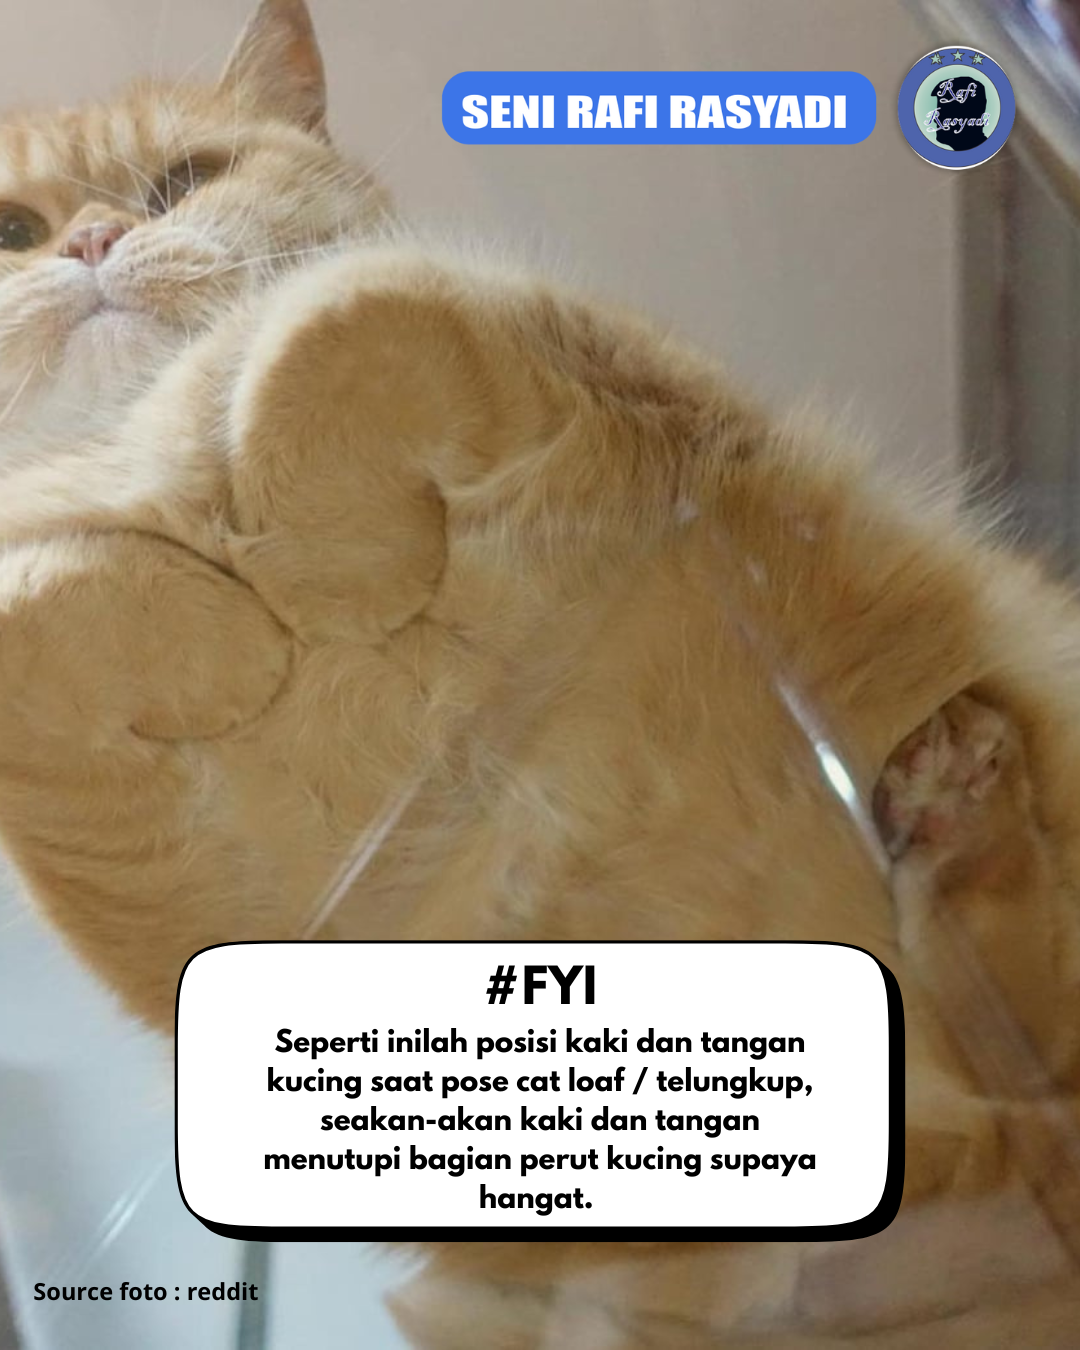 SENI RAFI RASYADI
Rafi
Rasyadi
#FYI
Seperti inilah posisi kaki dan tangan
kucing saat pose cat loaf / telungkup,
seakan-akan kaki dan tangan
menutupi bagian perut kucing supaya
hangat.
Source foto : reddit